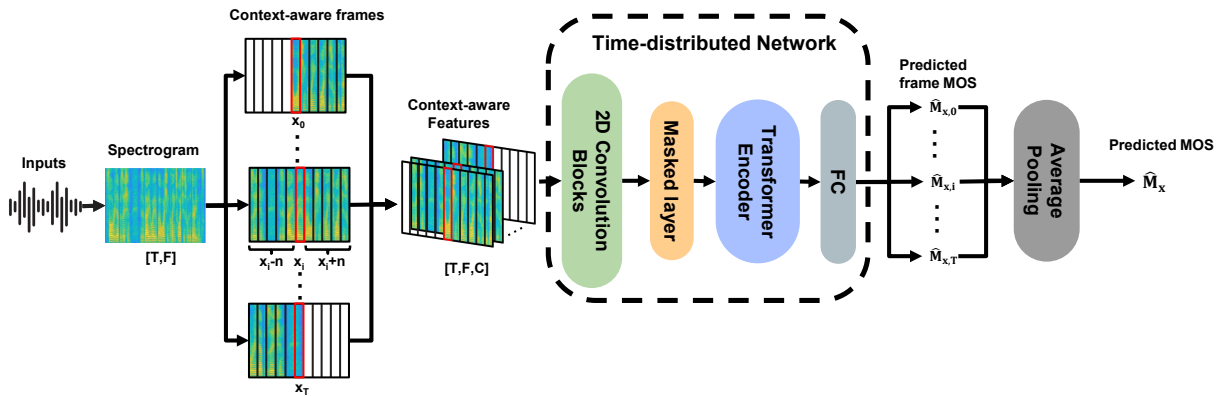 Inputs
Spectrogram
[T,F]
Context-aware frames
x₀
xᵢ-n
xᵢ
xᵢ+n
x_T
Context-aware
Features
[T,F,C]
Time-distributed Network
2D Convolution
Blocks
Masked layer
Transformer
Encoder
FC
Predicted
frame MOS
M̂x,0
M̂x,i
M̂x,T
Average
Pooling
Predicted MOS
M̂x